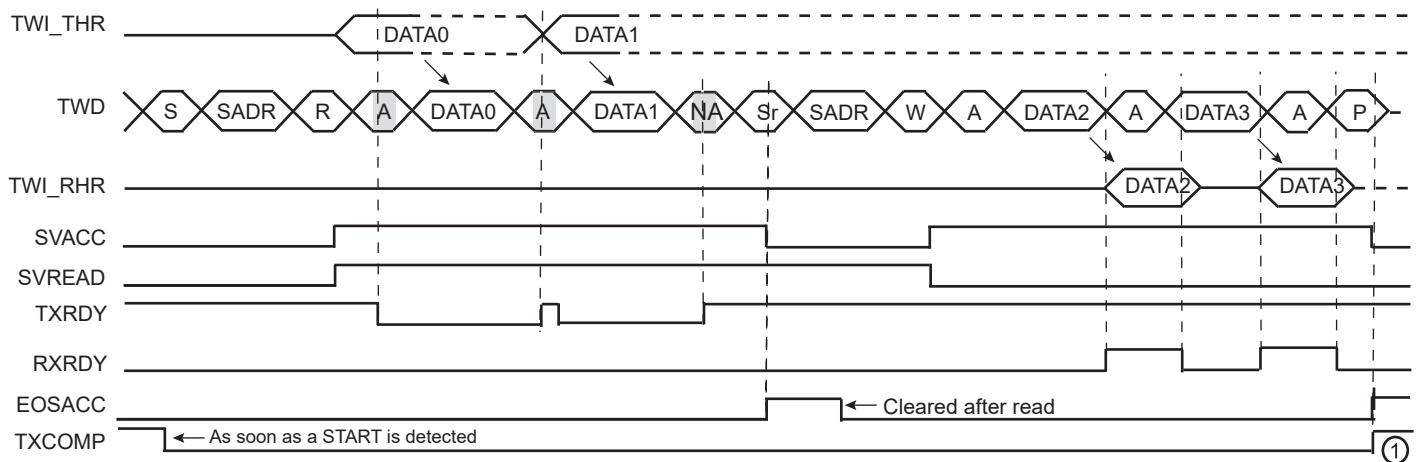 TWI_THR DATA0 DATA1
TWD S SADR R A DATA0 A DATA1 NA Sr SADR W A DATA2 A DATA3 A P
TWI_RHR DATA2 DATA3
SVACC
SVREAD
TXRDY
RXRDY
EOSACC Cleared after read
TXCOMP As soon as a START is detected 1